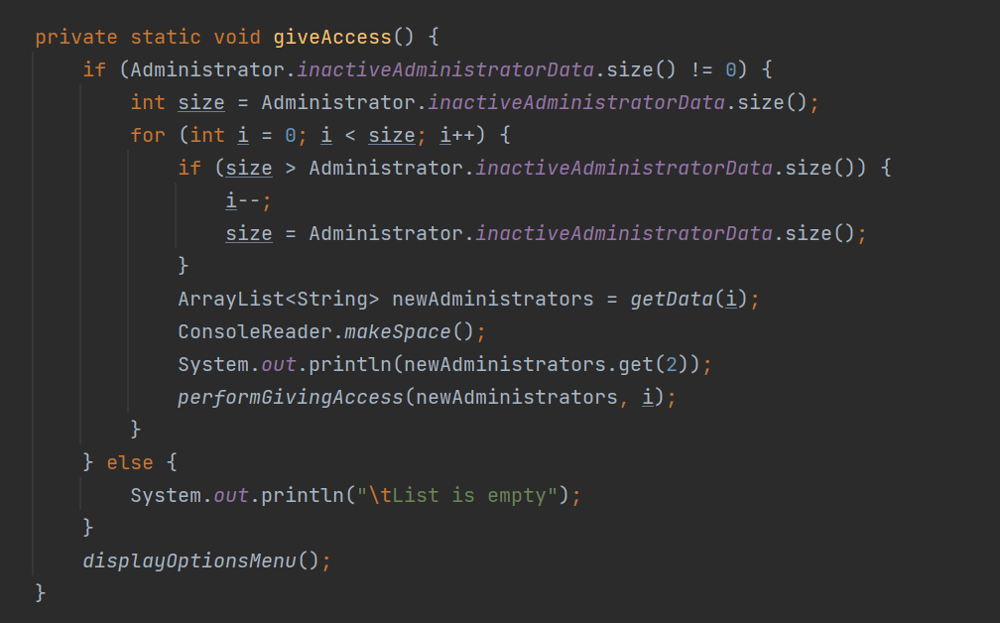 private static void giveAccess() {
    if (Administrator.inactiveAdministratorData.size() != 0) {
        int size = Administrator.inactiveAdministratorData.size();
        for (int i = 0; i < size; i++) {
            if (size > Administrator.inactiveAdministratorData.size()) {
                i--;
                size = Administrator.inactiveAdministratorData.size();
            }
            ArrayList<String> newAdministrators = getData(i);
            ConsoleReader.makeSpace();
            System.out.println(newAdministrators.get(2));
            performGivingAccess(newAdministrators, i);
        }
    } else {
        System.out.println("\tList is empty");
    }
    displayOptionsMenu();
}